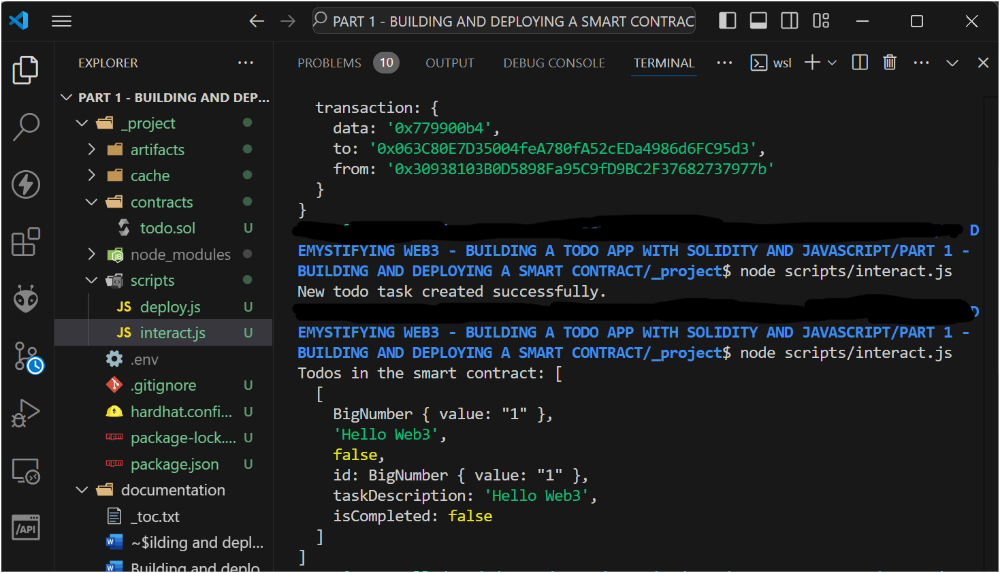 PART 1 - BUILDING AND DEPLOYING A SMART CONTRAC
EXPLORER
PART 1 - BUILDING AND DEP...
_project
artifacts
cache
contracts
todo.sol U
node_modules
scripts
JS deploy.js U
JS interact.js U
.env
.gitignore U
hardhat.confi... U
package-lock.... U
package.json U
documentation
_toc.txt
~$ilding and depl...
Building and deplo
/API
PROBLEMS 10 OUTPUT DEBUG CONSOLE TERMINAL ... wsl
transaction: {
data: '0x779900b4',
to: '0x063C80E7D35004feA780fA52cEDa4986d6FC95d3',
from: '0x30938103B0D5898Fa95C9fD9BC2F37682737977b'
}
}
D
EMYSTIFYING WEB3 - BUILDING A TODO APP WITH SOLIDITY AND JAVASCRIPT/PART 1 -
BUILDING AND DEPLOYING A SMART CONTRACT/_project$ node scripts/interact.js
New todo task created successfully.
D
EMYSTIFYING WEB3 - BUILDING A TODO APP WITH SOLIDITY AND JAVASCRIPT/PART 1 -
BUILDING AND DEPLOYING A SMART CONTRACT/_project$ node scripts/interact.js
Todos in the smart contract: [
[
BigNumber { value: "1" },
'Hello Web3',
false,
id: BigNumber { value: "1" },
taskDescription: 'Hello Web3',
isCompleted: false
]
]